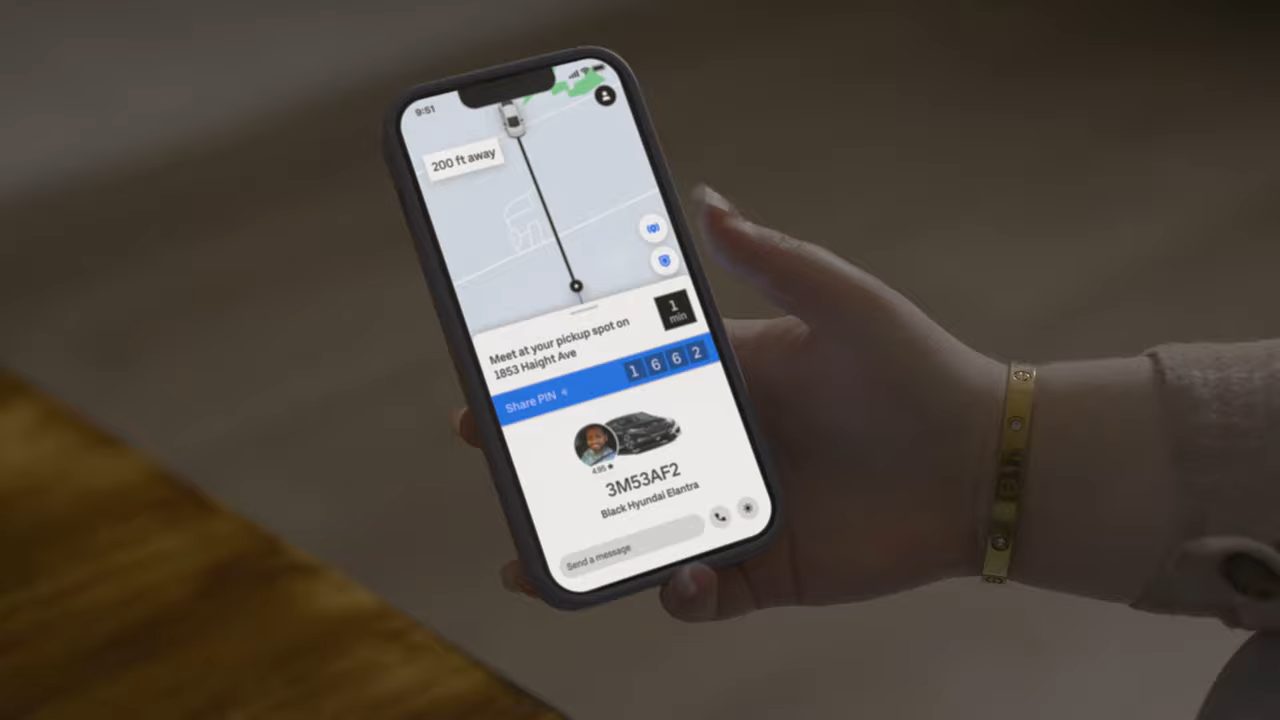 9:51
200 ft away
1
min
Meet at your pickup spot on
1853 Haight Ave
Share PIN
1 6 6 2
4.95 ★
3M53AF2
Black Hyundai Elantra
Send a message